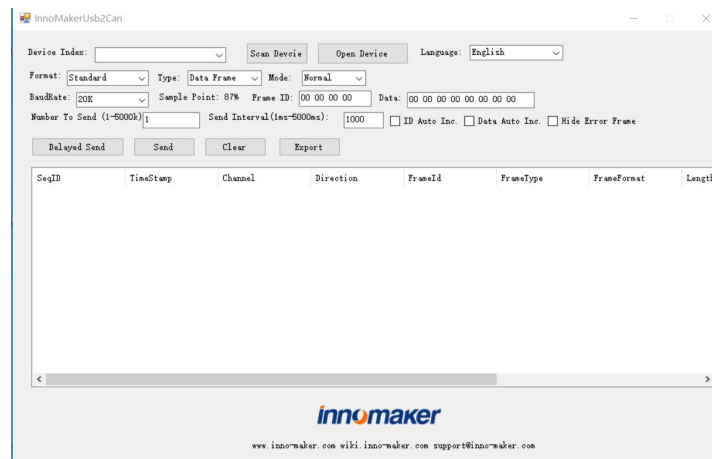 InnoMakerUsb2Can
Device Index: Scan Devcie Open Device Language: English
Format: Standard Type: Data Frame Mode: Normal
BaudRate: 20K Sample Point: 87% Frame ID: 00 00 00 00 Data: 00 00 00 00 00 00 00 00
Number To Send (1-5000k) 1 Send Interval(1ms-5000ms): 1000 ID Auto Inc. Data Auto Inc. Hide Error Frame
Delayed Send Send Clear Export
SeqID TimeStamp Channel Direction FrameId FrameType FrameFormat Lengtl
innomaker
www.inno-maker.com wiki.inno-maker.com support@inno-maker.com